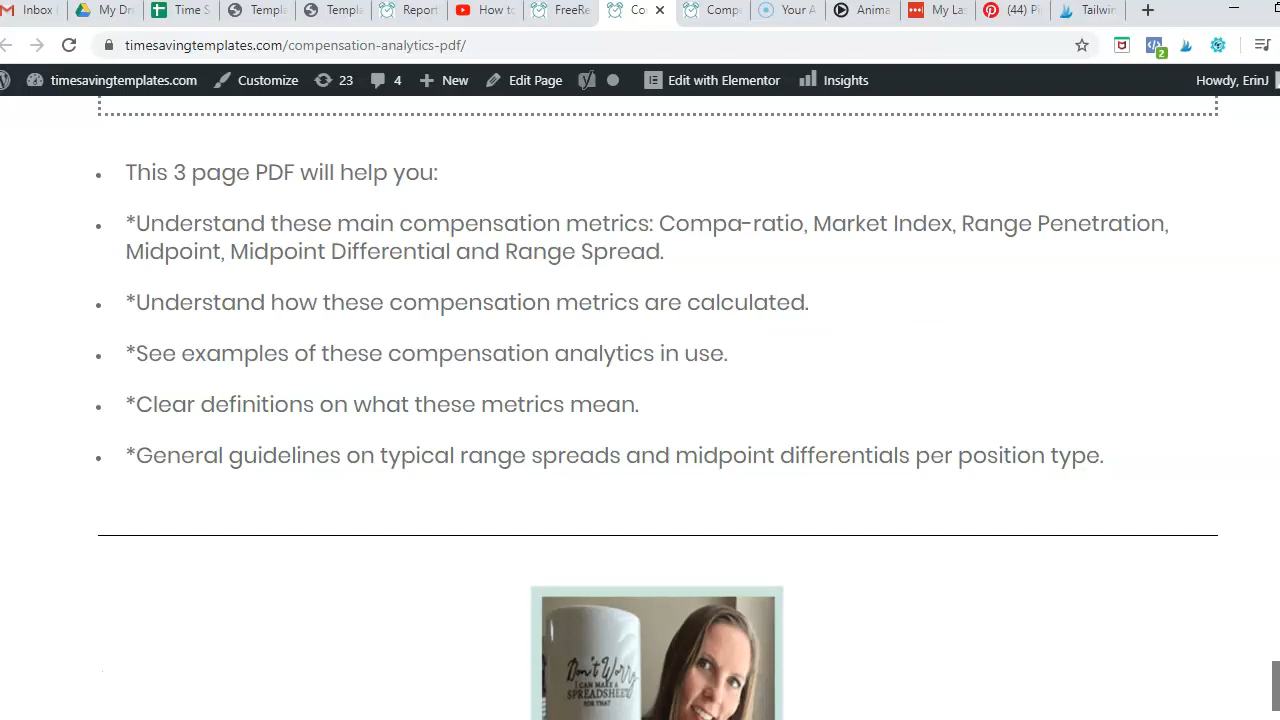 Inbox
My Dr
Time S
Templa
Templa
Report
How to
FreeRe
Co
Comp
Your A
Anima
My La
(44) Pi
Tailwin
timesavingtemplates.com/compensation-analytics-pdf/
2
timesavingtemplates.com Customize 23 4 New Edit Page Edit with Elementor Insights Howdy, ErinJ
This 3 page PDF will help you:
*Understand these main compensation metrics: Compa-ratio, Market Index, Range Penetration,
Midpoint, Midpoint Differential and Range Spread.
*Understand how these compensation metrics are calculated.
*See examples of these compensation analytics in use.
*Clear definitions on what these metrics mean.
*General guidelines on typical range spreads and midpoint differentials per position type.
Don't Worry
I CAN MAKE A
SPREADSHEET
FOR THAT